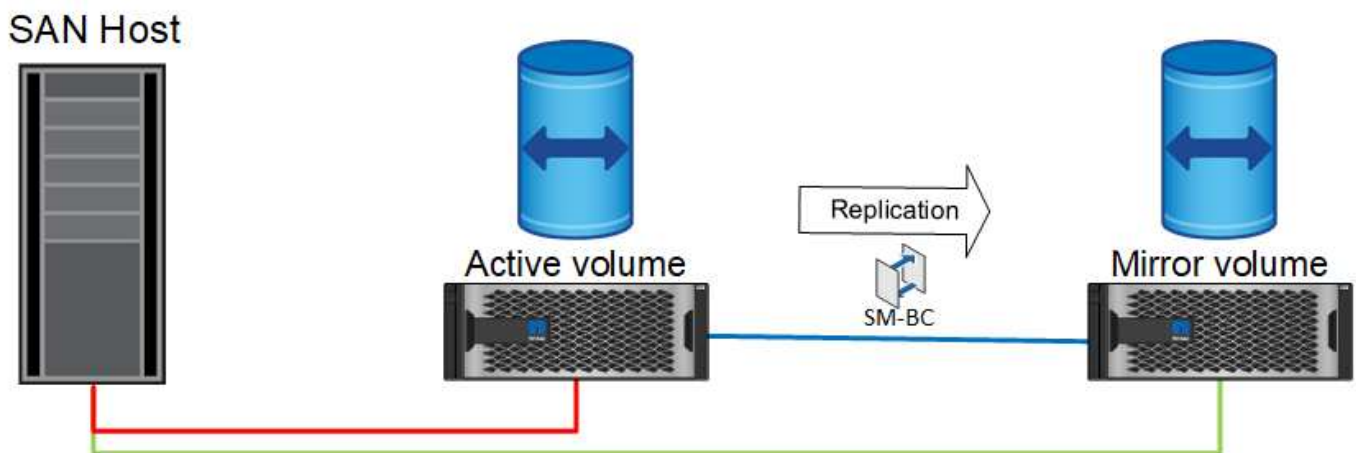 SAN Host
Replication
Active volume
Mirror volume
SM-BC